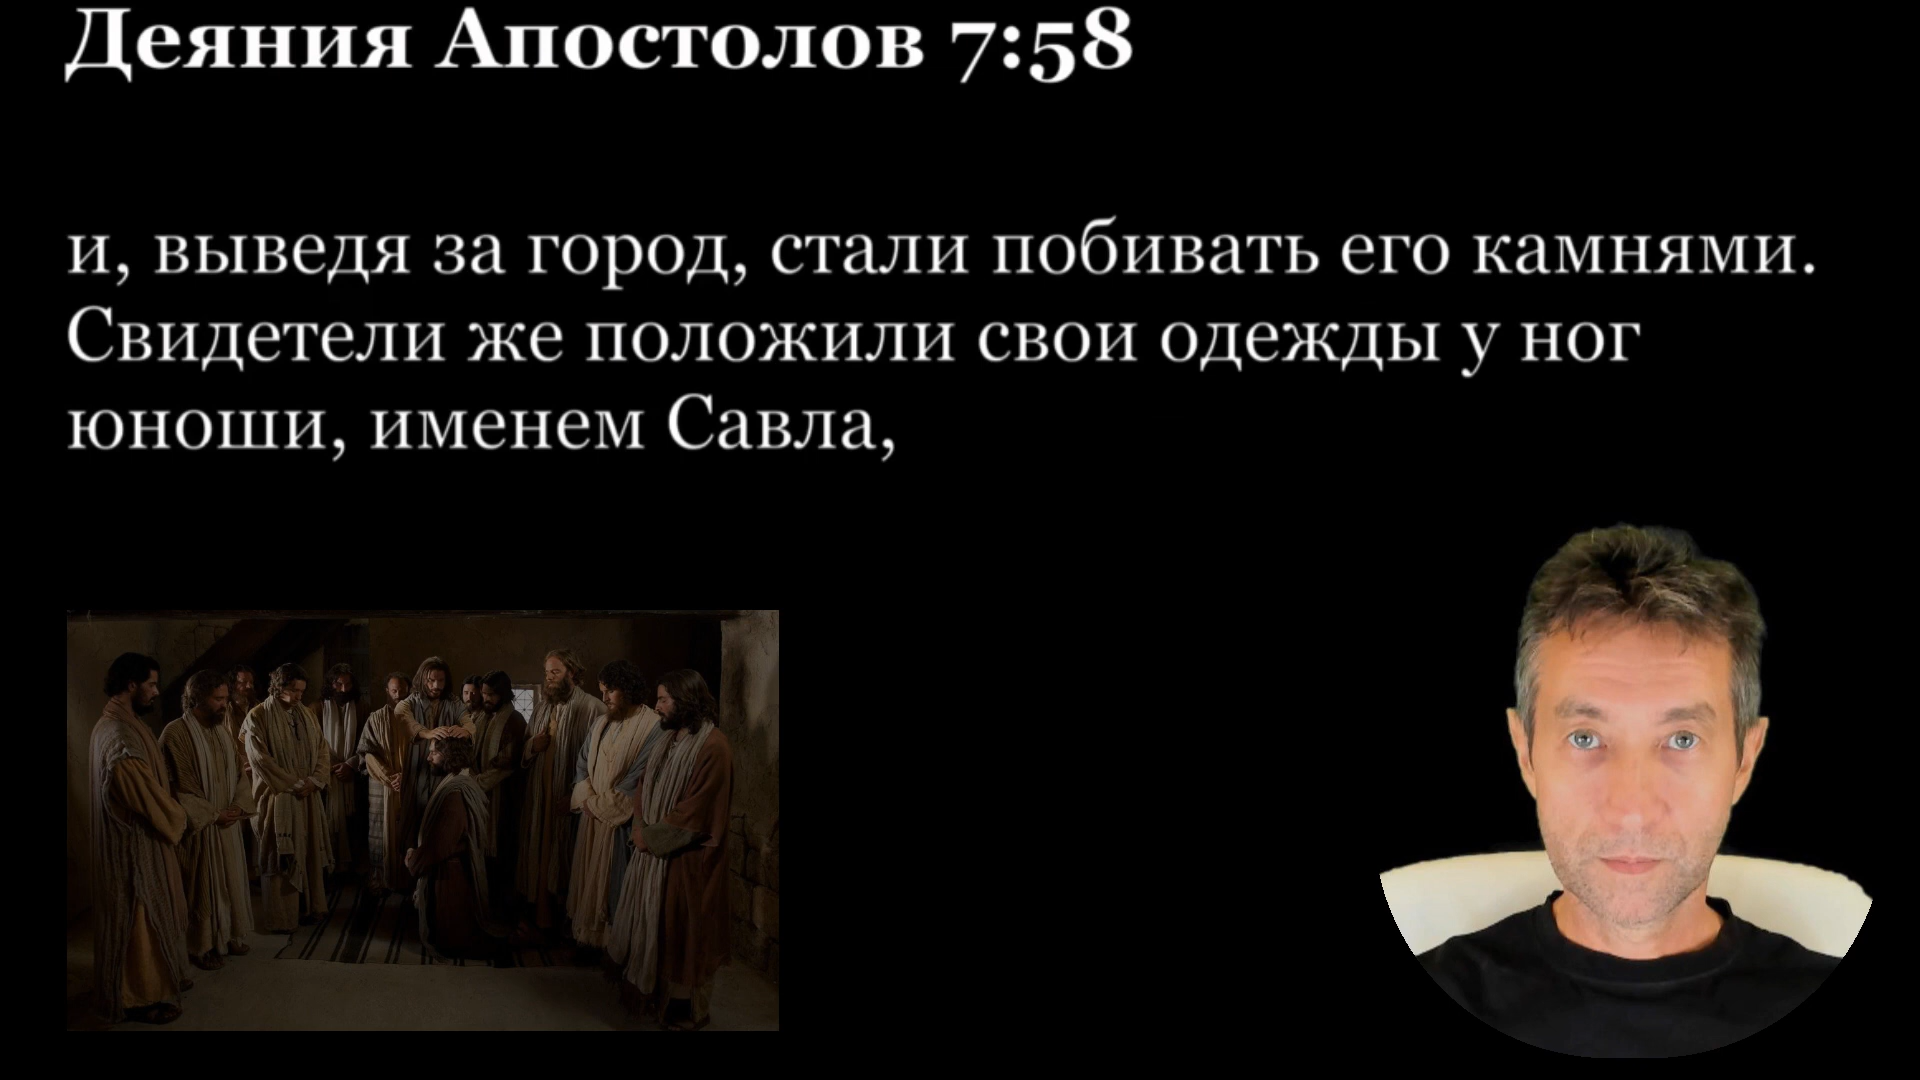 Деяния Апостолов 7:58
и, выведя за город, стали побивать его камнями.
Свидетели же положили свои одежды у ног
юноши, именем Савла,